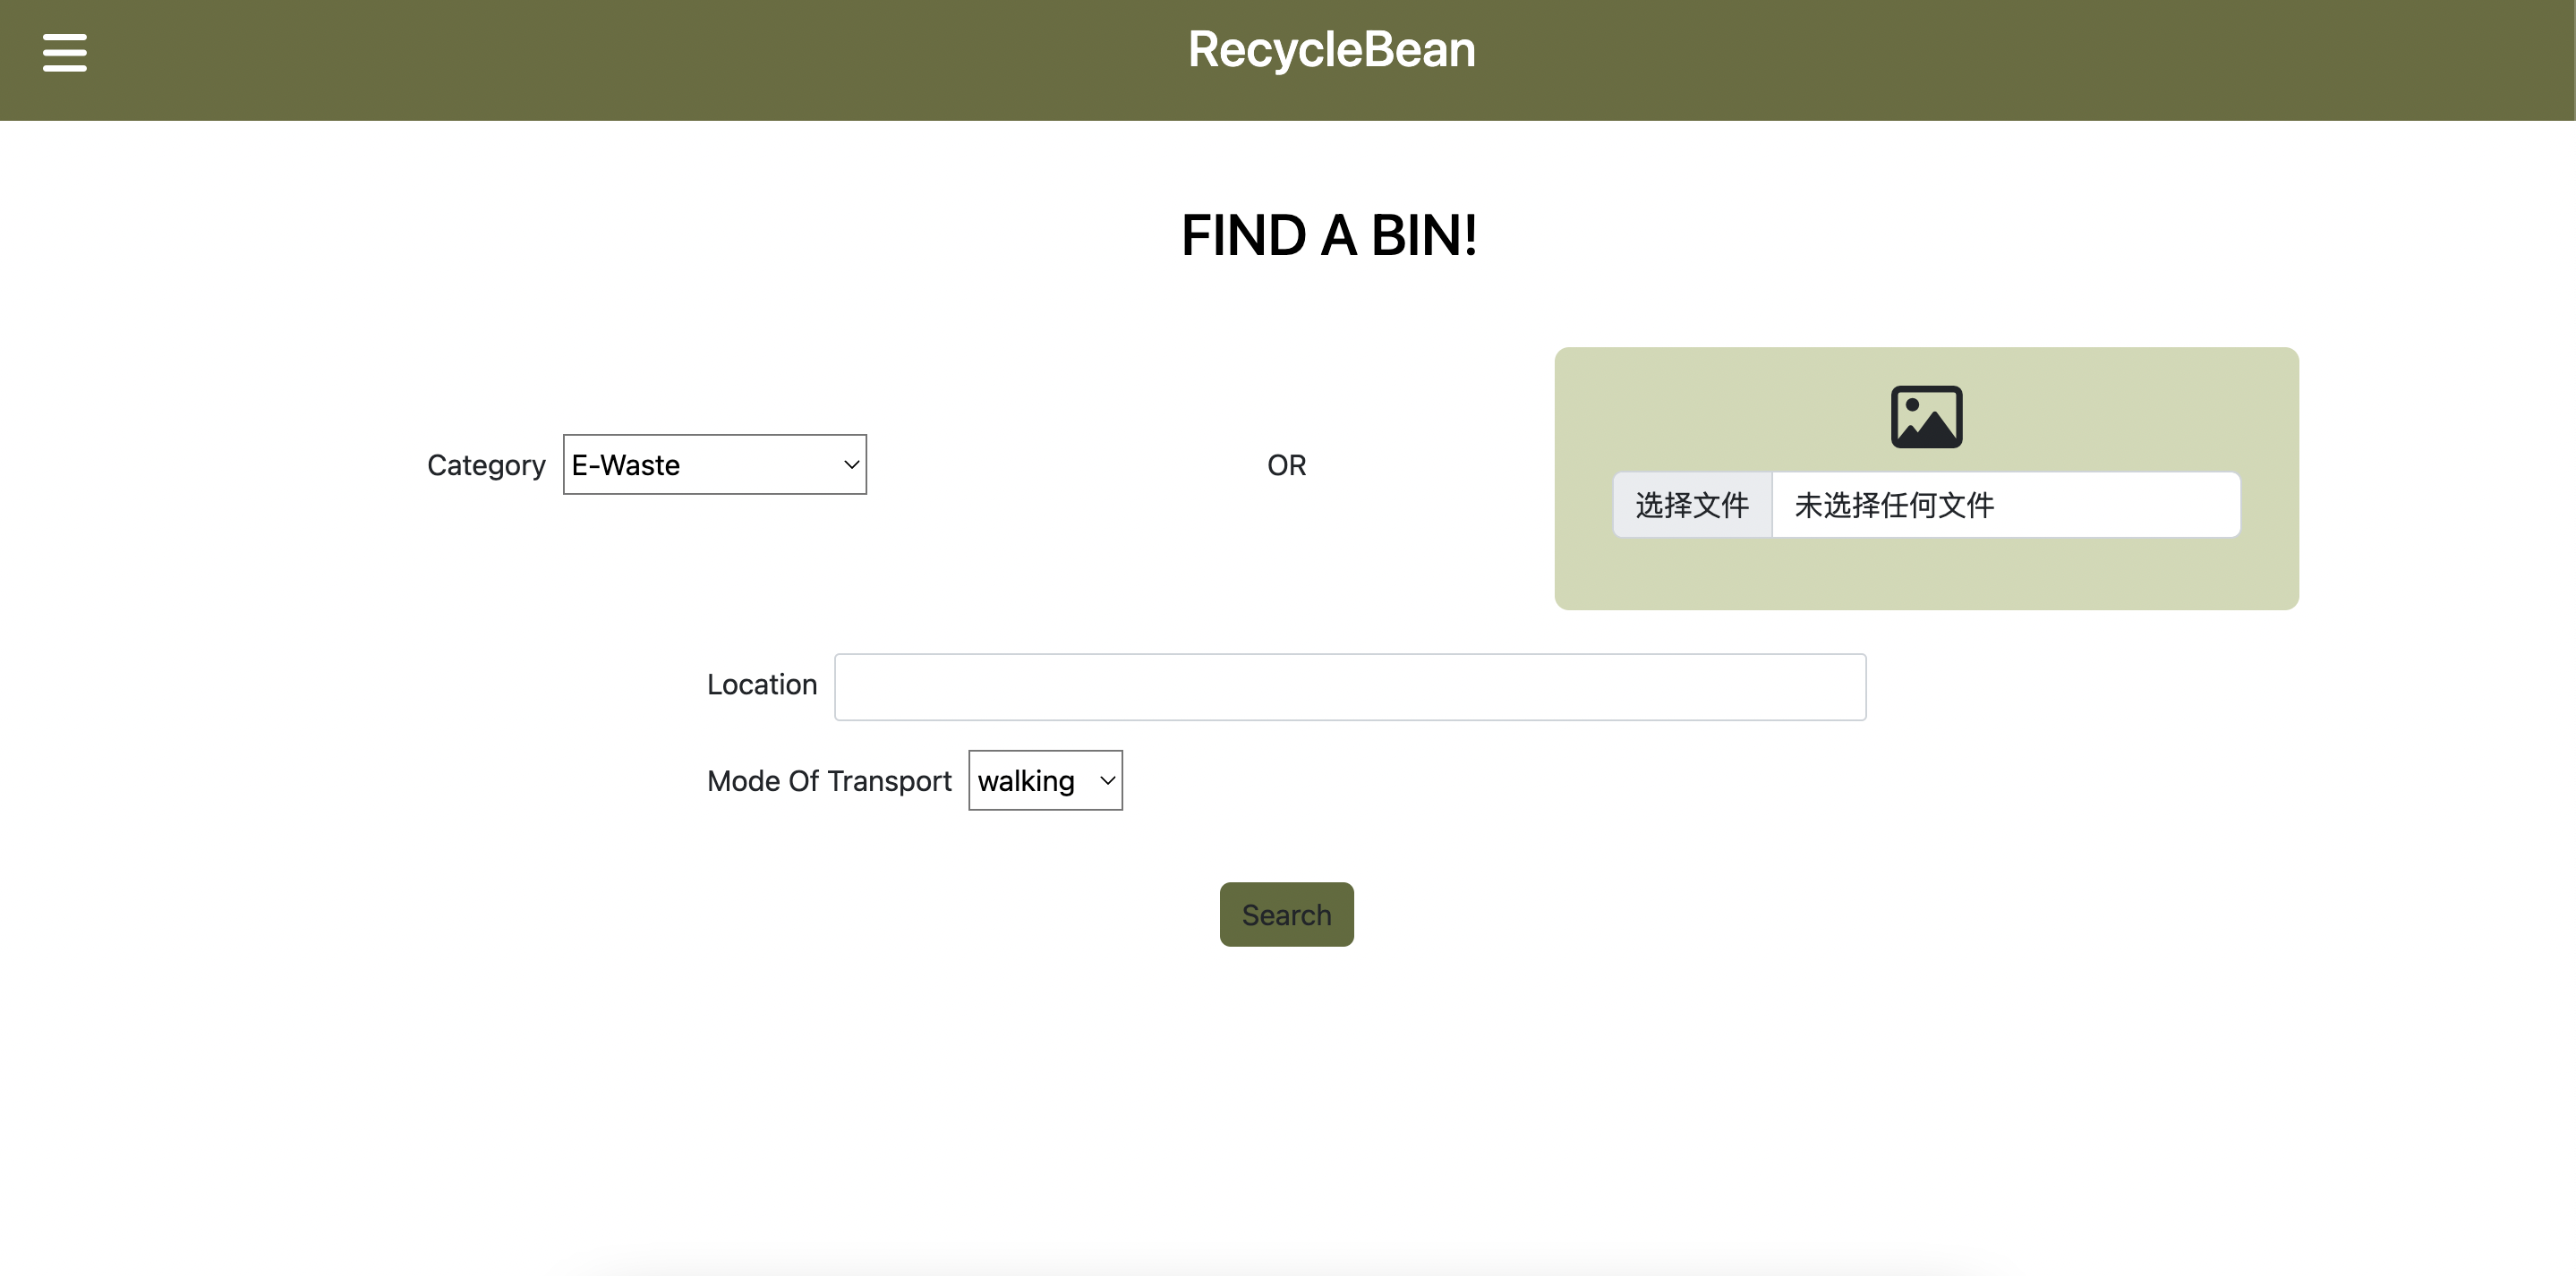 RecycleBean
FIND A BIN!
Category E-Waste
OR
选择文件 未选择任何文件
Location
Mode Of Transport walking
Search